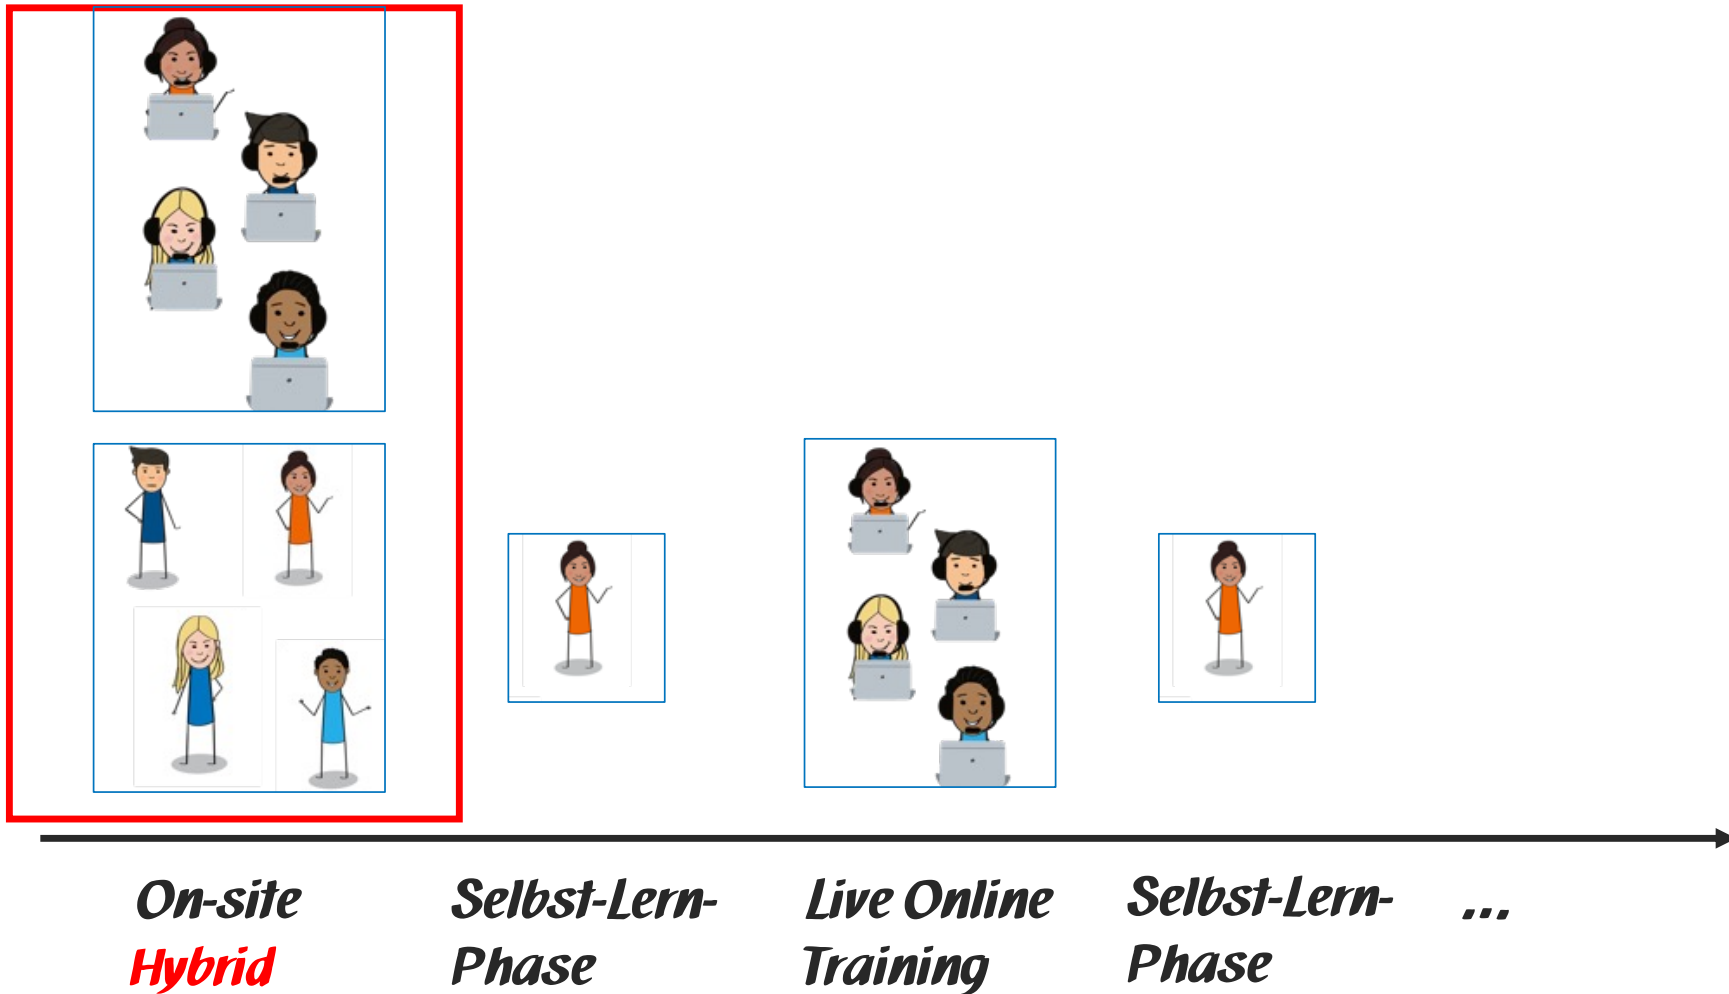 On-site
Hybrid
Selbst-Lern-
Phase
Live Online
Training
Selbst-Lern-
Phase
...